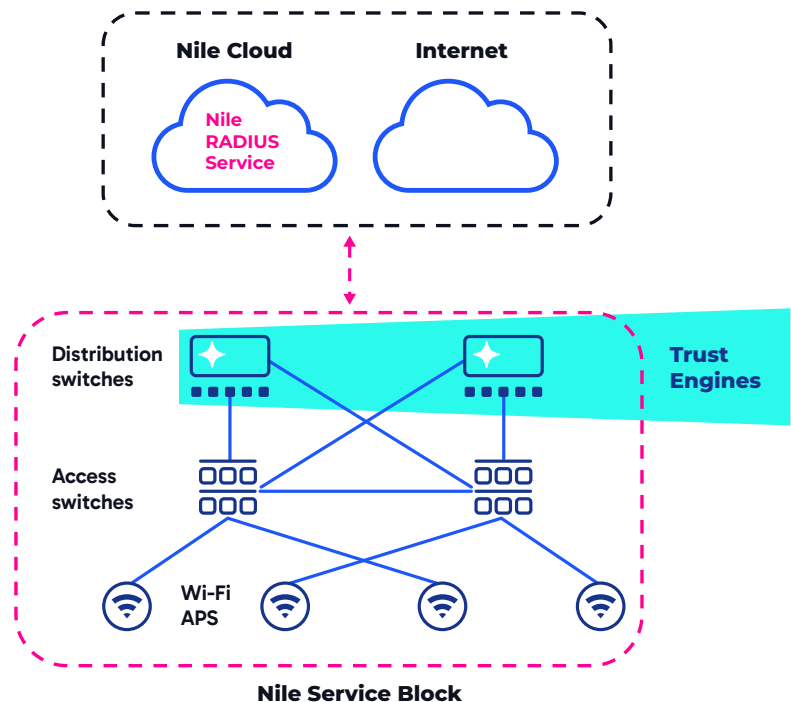 Nile Cloud
Internet
Nile
RADIUS
Service
Distribution
switches
Trust
Engines
Access
switches
Wi-Fi
APS
Nile Service Block